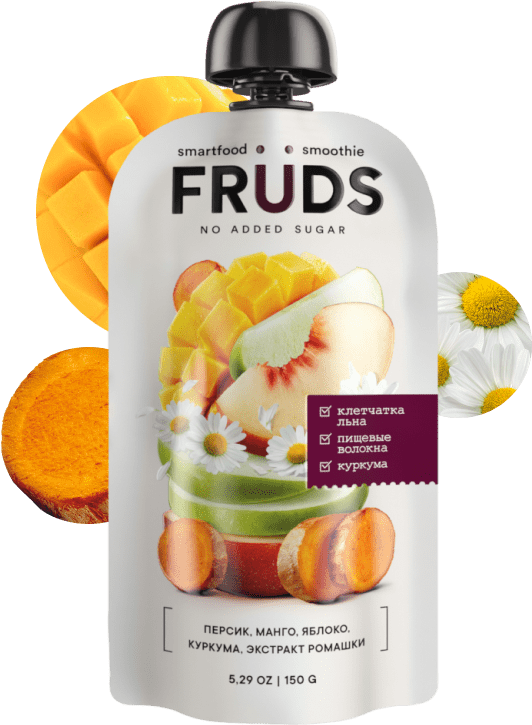 smartfood smoothie
FRÜDS
NO ADDED SUGAR
клетчатка
льна
пищевые
волокна
куркума
ПЕРСИК, МАНГО, ЯБЛОКО,
КУРКУМА, ЭКСТРАКТ РОМАШКИ
5,29 OZ | 150 G